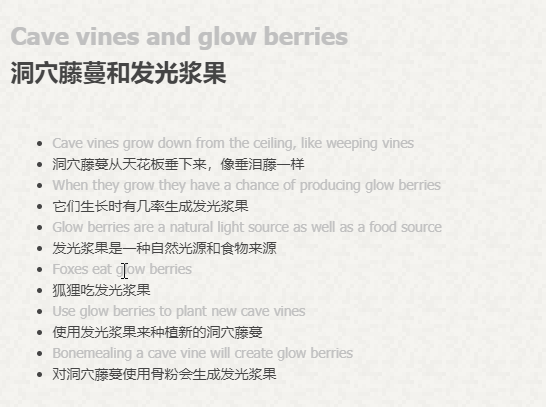 Cave vines and glow berries
洞穴藤蔓和发光浆果
Cave vines grow down from the ceiling, like weeping vines
洞穴藤蔓从天花板垂下来，像垂泪藤一样
When they grow they have a chance of producing glow berries
它们生长时有几率生成发光浆果
Glow berries are a natural light source as well as a food source
发光浆果是一种自然光源和食物来源
Foxes eat glow berries
狐狸吃发光浆果
Use glow berries to plant new cave vines
使用发光浆果来种植新的洞穴藤蔓
Bonemealing a cave vine will create glow berries
对洞穴藤蔓使用骨粉会生成发光浆果